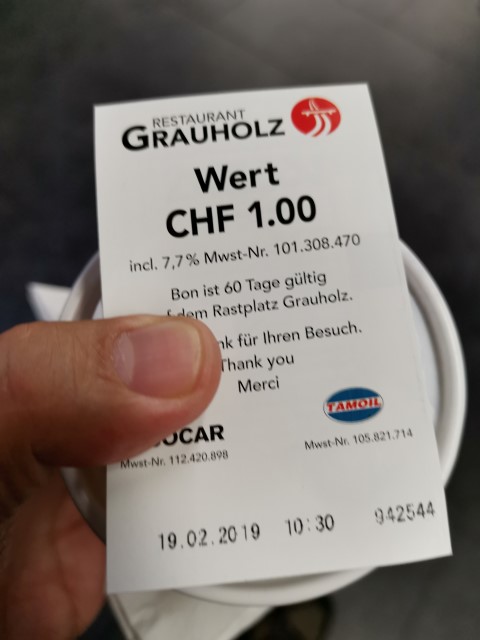 RESTAURANT
GRAUHOLZ
Wert
CHF 1.00
incl. 7,7% Mwst-Nr. 101.308.470
Bon ist 60 Tage gültig
dem Rastplatz Grauholz.
für Ihren Besuch.
Thank you
Merci
TAMOIL
Mwst-Nr. 112.420.898
Mwst-Nr. 105.821.714
19.02.2019 10:30 942544